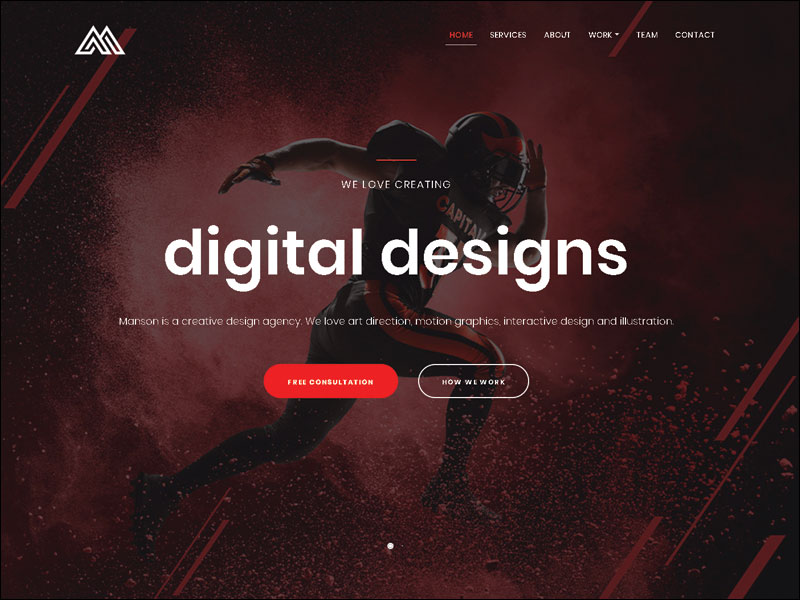 HOME SERVICES ABOUT WORK TEAM CONTACT
WE LOVE CREATING
CAPITAL
digital designs
Manson is a creative design agency. We love art direction, motion graphics, interactive design and illustration.
FREE CONSULTATION HOW WE WORK